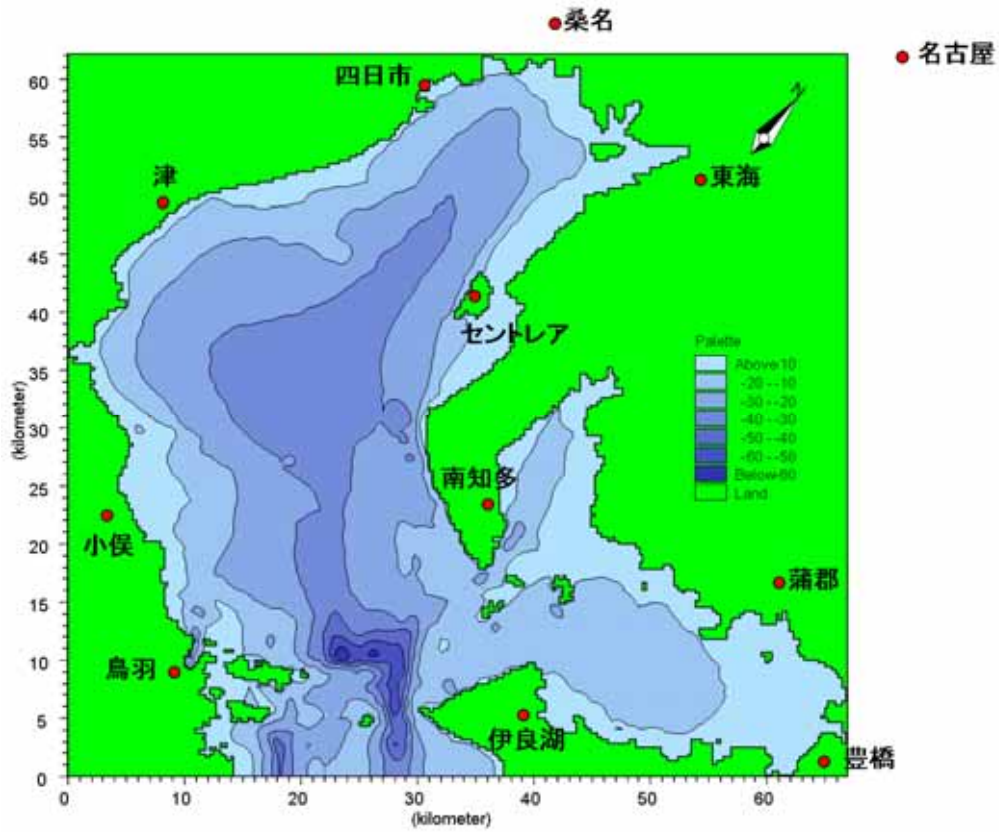 桑名
名古屋
四日市
N
津
東海
セントレア
南知多
小俣
蒲郡
鳥羽
伊良湖
豊橋
Palette
Above-10
-20 - -10
-30 - -20
-40 - -30
-50 - -40
-60 - -50
Below-60
Land
60
55
50
45
40
35
30
25
20
15
10
5
0
(kilometer)
0
10
20
30
40
50
60
(kilometer)